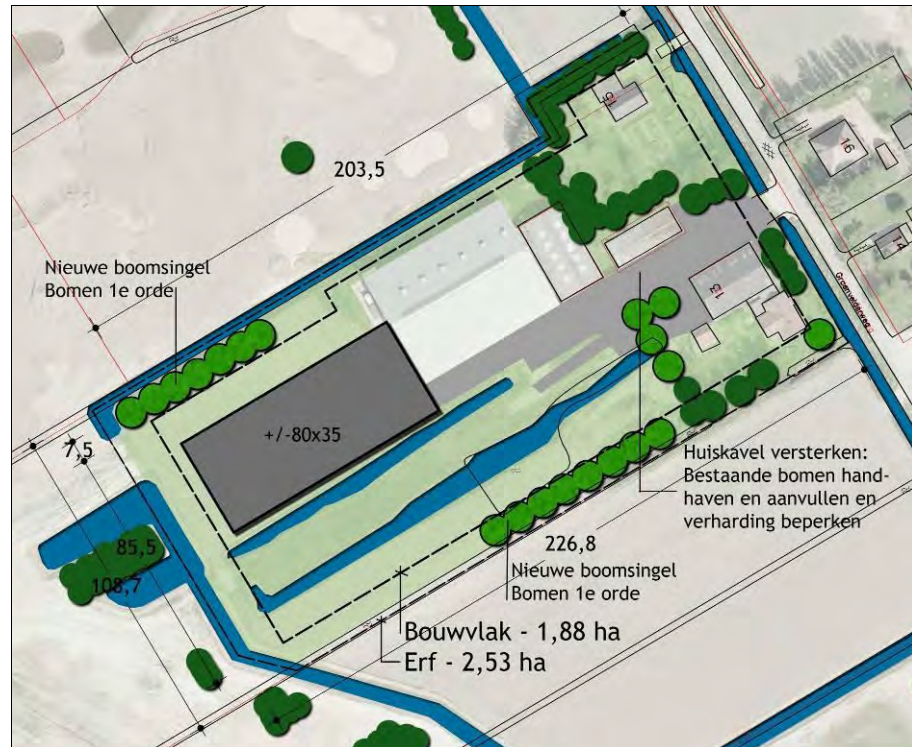 203,5
Nieuwe boomsingel
Bomen 1e orde
16
14
13
Groenvelderweg
+/-80x35
7,5
85,5
108,7
Huiskavel versterken:
Bestaande bomen hand-
haven en aanvullen en
verharding beperken
226,8
Nieuwe boomsingel
Bomen 1e orde
Bouwvlak - 1,88 ha
Erf - 2,53 ha